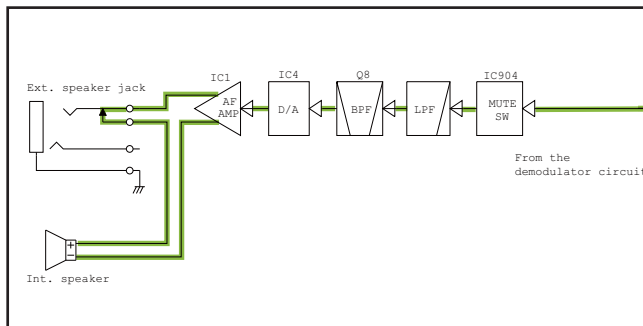 Ext. speaker jack
IC1
AF
AMP
IC4
D/A
Q8
BPF
LPF
IC904
MUTE
SW
From the
demodulator circuit
+
−
Int. speaker